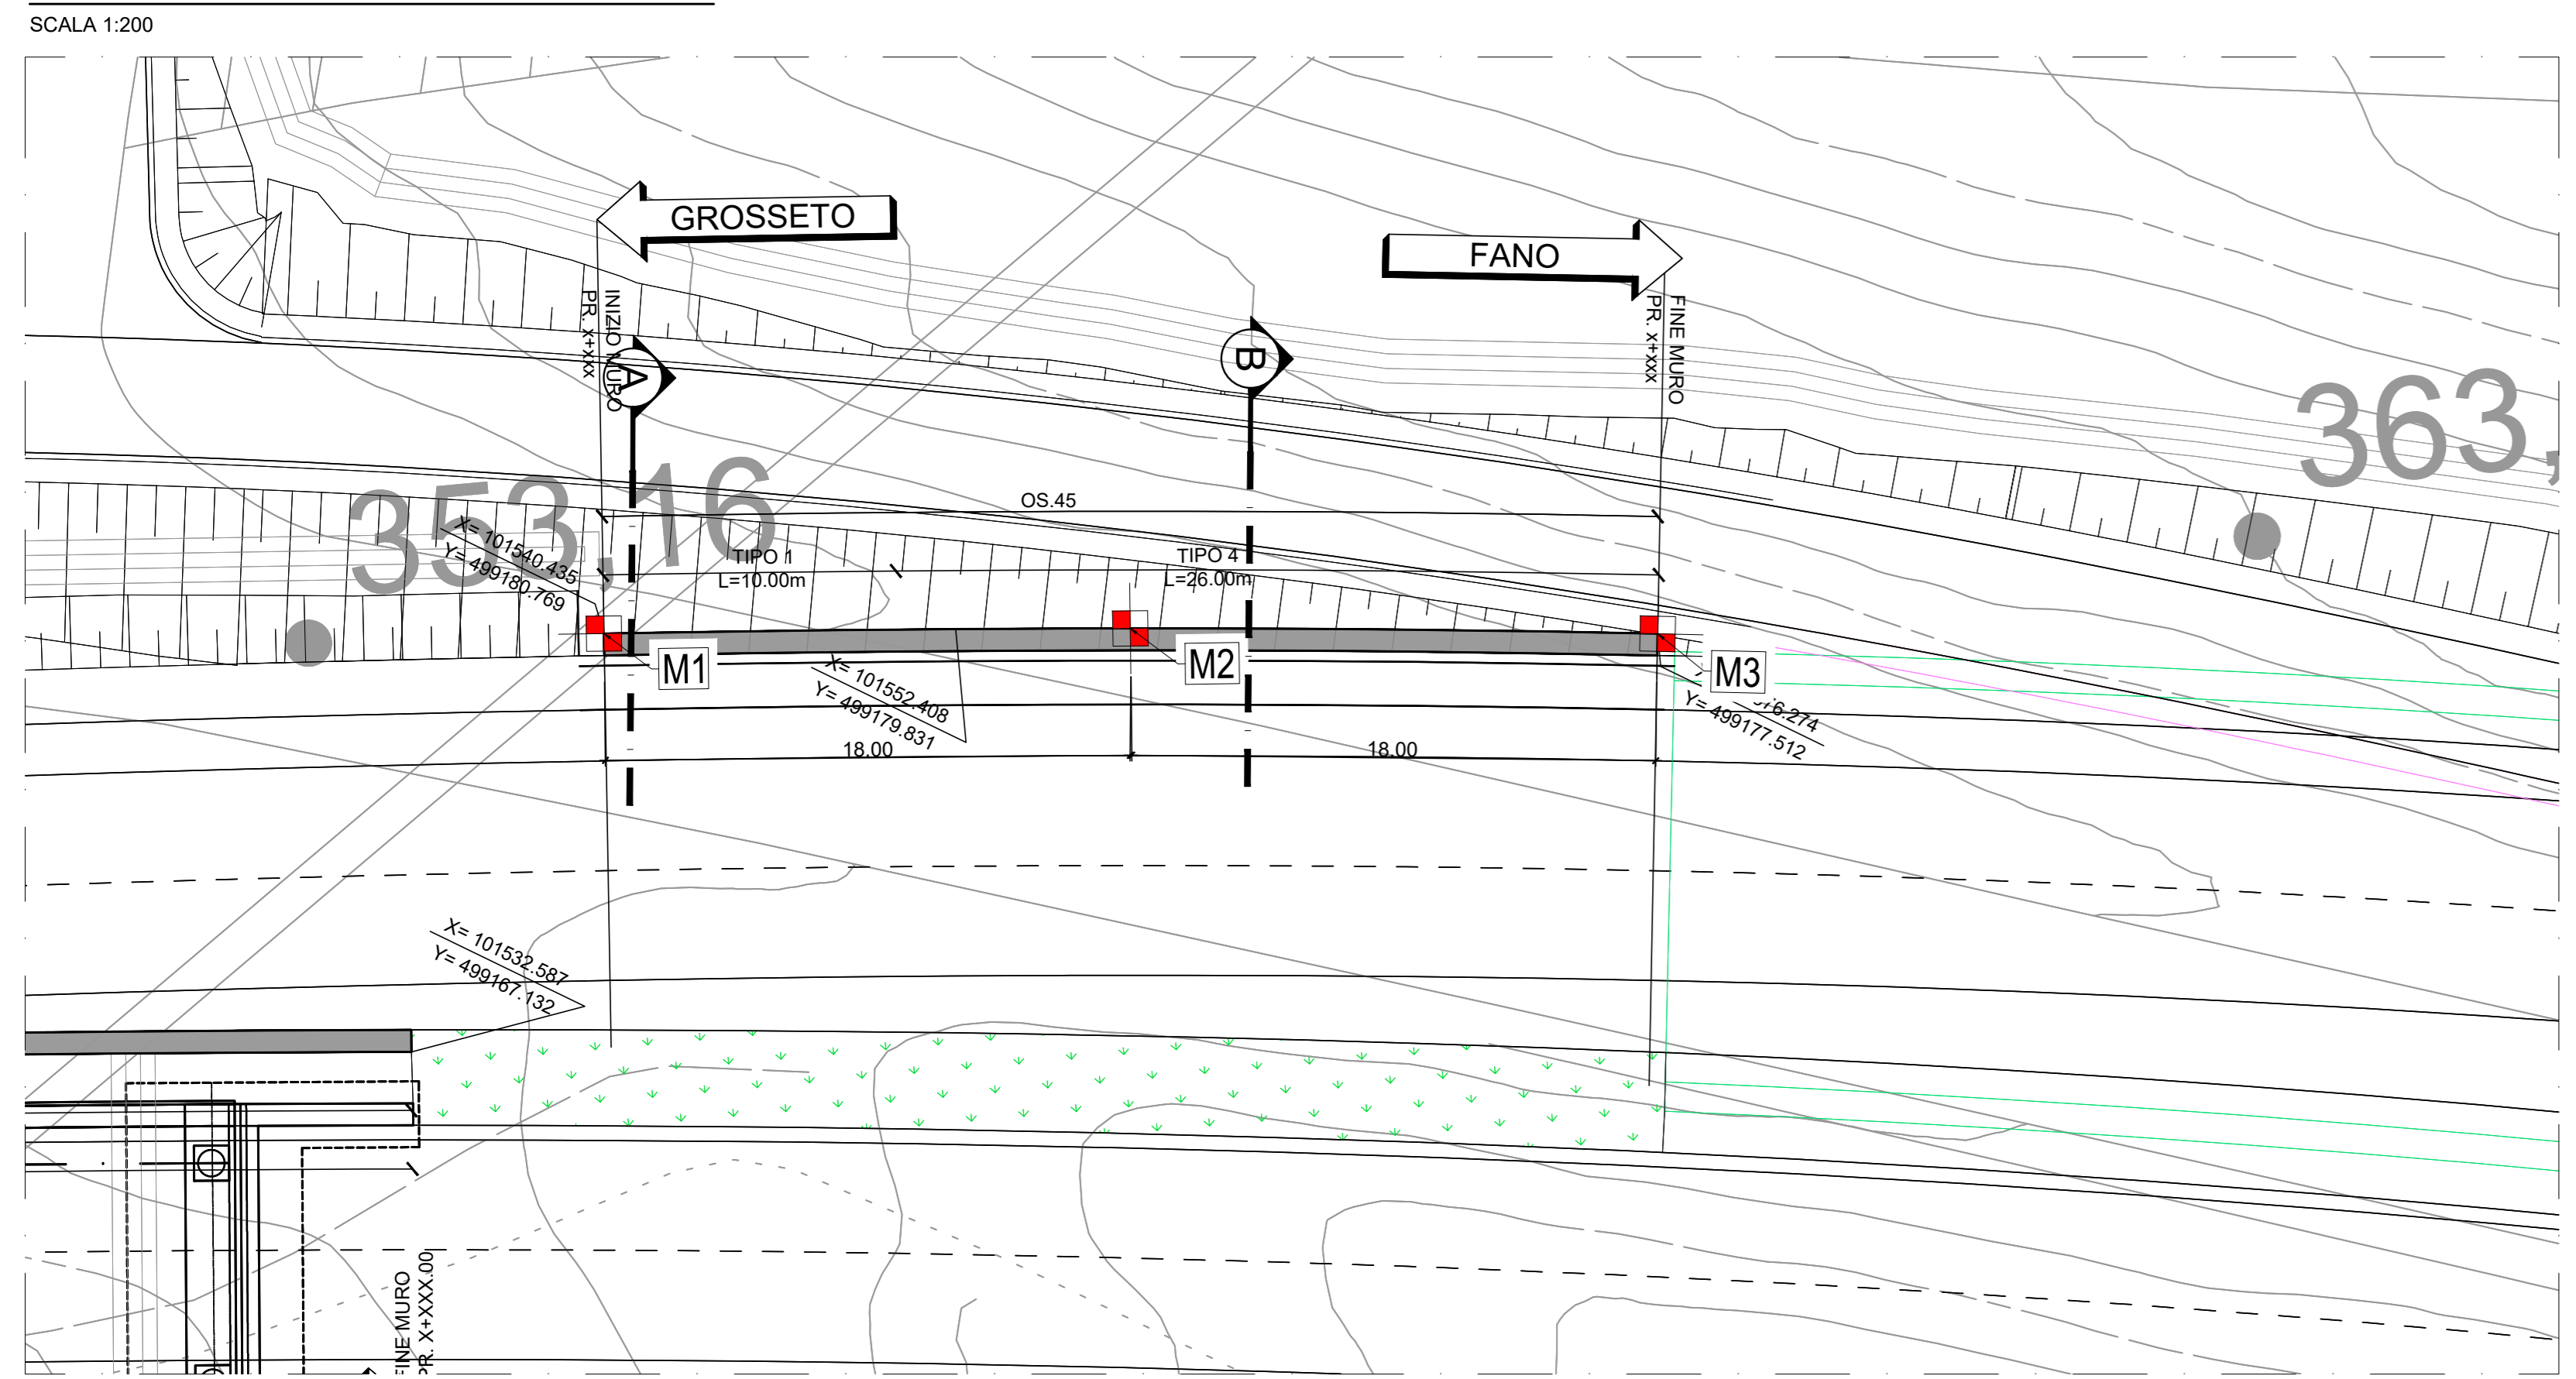 SCALA 1:200
GROSSETO
FANO
INIZIO MURO
PR. x+xxx
FINE MURO
PR. x+xxx
A
B
363,
353,16
OS.45
X= 101540.435
Y= 499180.769
TIPO 1
L=10.00m
TIPO 4
L=26.00m
M1
M2
M3
X= 101552.408
Y= 499179.831
6.274
Y= 499177.512
18.00
18.00
X= 101532.587
Y= 499167.132
FINE MURO
PR. X+XXX.00